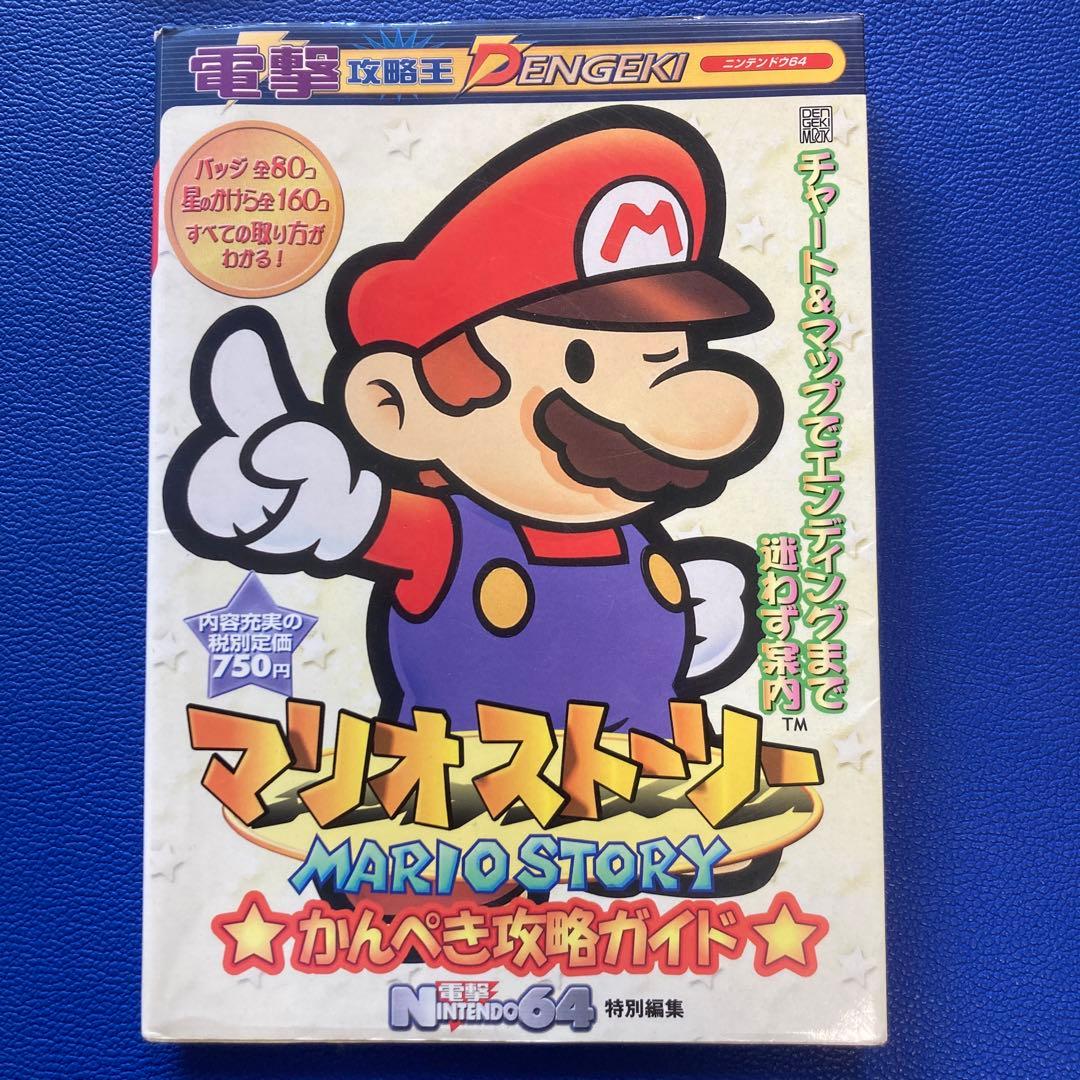 電撃攻略王 DENGEKI ニンテンドウ64
DENGEKI MOOK
バッジ 全80コ
星のかけら全160コ
すべての取り方が
わかる!
チャート&マップでエンディングまで
迷わず案内
M
内容充実の
税別定価
750円
マリオストーリー
TM
MARIO STORY
かんぺき攻略ガイド
電撃NINTENDO64 特別編集